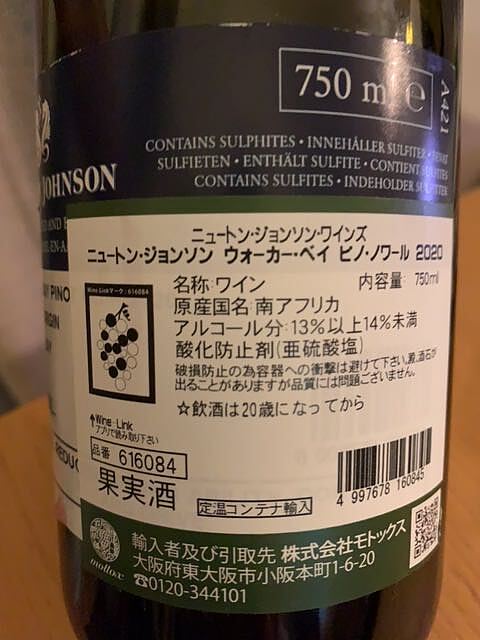 750 ml e
A421
CONTAINS SULPHITES • INNEHÅLLER SULFITER •
SULFIETEN • ENTHÄLT SULFITE • CONTIENT SULFITES
CONTAINS SULFITES • INDEHOLDER SULFITTER
JOHNSON
ニュートン・ジョンソン・ワインズ
ニュートン・ジョンソン ウォーカー・ベイ ピノ・ノワール 2020
PINO
Wine Linkマーク:616084
名称:ワイン 内容量 750ml
原産国名:南アフリカ
アルコール分:13%以上14%未満
酸化防止剤(亜硫酸塩)
破損防止の為容器への衝撃は避けて下さい。澱、酒石が
出ることがありますが品質には問題ございません。
☆飲酒は20歳になってから
↑Wine-Link
アプリで読み取り下さい
品番 616084
果実酒
定温コンテナ輸入
4 997678 160845
mottox
輸入者及び引取先 株式会社モトックス
大阪府東大阪市小阪本町1-6-20
☎0120-344101